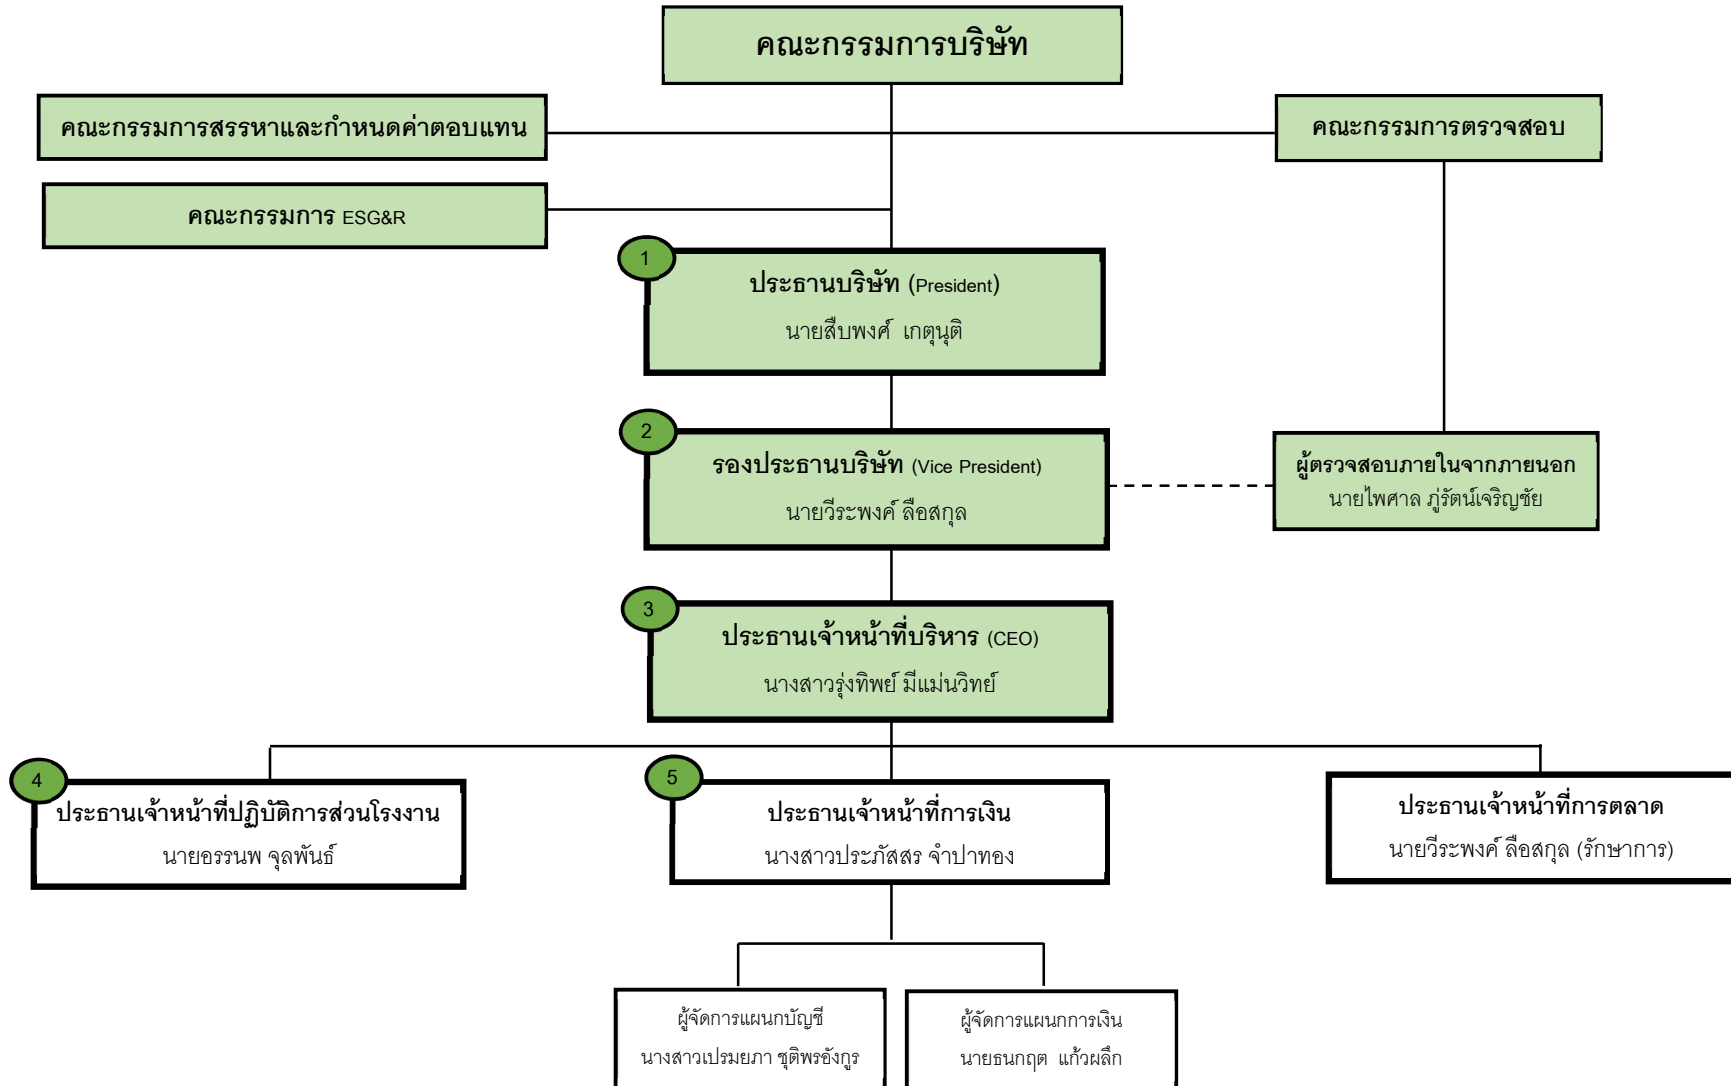 คณะกรรมการบริษัท
คณะกรรมการสรรหาและกำหนดค่าตอบแทน
คณะกรรมการตรวจสอบ
คณะกรรมการ ESG&R
1
ประธานบริษัท (President)
นายสืบพงศ์ เกตุนุติ
2
รองประธานบริษัท (Vice President)
นายวีระพงค์ ลือสกุล
ผู้ตรวจสอบภายในจากภายนอก
นายไพศาล ภู่รัตน์เจริญชัย
3
ประธานเจ้าหน้าที่บริหาร (CEO)
นางสาวรุ่งทิพย์ มีแม่นวิทย์
4
ประธานเจ้าหน้าที่ปฏิบัติการส่วนโรงงาน
นายอรรนพ จุลพันธ์
5
ประธานเจ้าหน้าที่การเงิน
นางสาวประภัสสร จำปาทอง
ประธานเจ้าหน้าที่การตลาด
นายวีระพงค์ ลือสกุล (รักษาการ)
ผู้จัดการแผนกบัญชี
นางสาวเปรมยภา ชุติพรอังกูร
ผู้จัดการแผนกการเงิน
นายธนกฤต แก้วผลึก